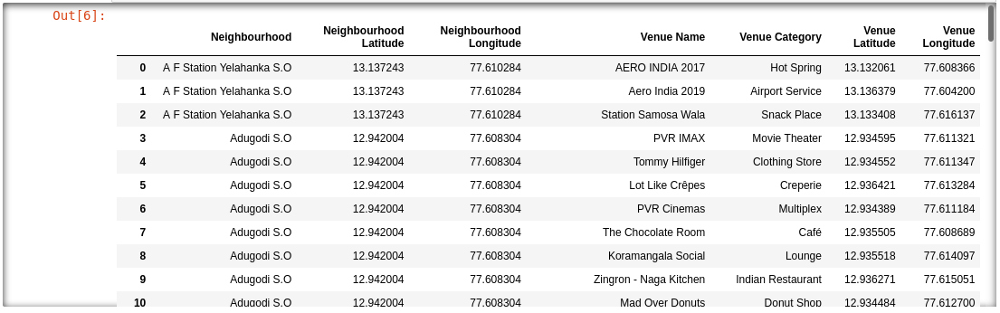 Out[6]:
Neighbourhood Neighbourhood Latitude Neighbourhood Longitude Venue Name Venue Category Venue Latitude Venue Longitude
0 A F Station Yelahanka S.O 13.137243 77.610284 AERO INDIA 2017 Hot Spring 13.132061 77.608366
1 A F Station Yelahanka S.O 13.137243 77.610284 Aero India 2019 Airport Service 13.136379 77.604200
2 A F Station Yelahanka S.O 13.137243 77.610284 Station Samosa Wala Snack Place 13.133408 77.616137
3 Adugodi S.O 12.942004 77.608304 PVR IMAX Movie Theater 12.934595 77.611321
4 Adugodi S.O 12.942004 77.608304 Tommy Hilfiger Clothing Store 12.934552 77.611347
5 Adugodi S.O 12.942004 77.608304 Lot Like Crêpes Creperie 12.936421 77.613284
6 Adugodi S.O 12.942004 77.608304 PVR Cinemas Multiplex 12.934389 77.611184
7 Adugodi S.O 12.942004 77.608304 The Chocolate Room Café 12.935505 77.608689
8 Adugodi S.O 12.942004 77.608304 Koramangala Social Lounge 12.935518 77.614097
9 Adugodi S.O 12.942004 77.608304 Zingron - Naga Kitchen Indian Restaurant 12.936271 77.615051
10 Adugodi S.O 12.942004 77.608304 Mad Over Donuts Donut Shop 12.934484 77.612700